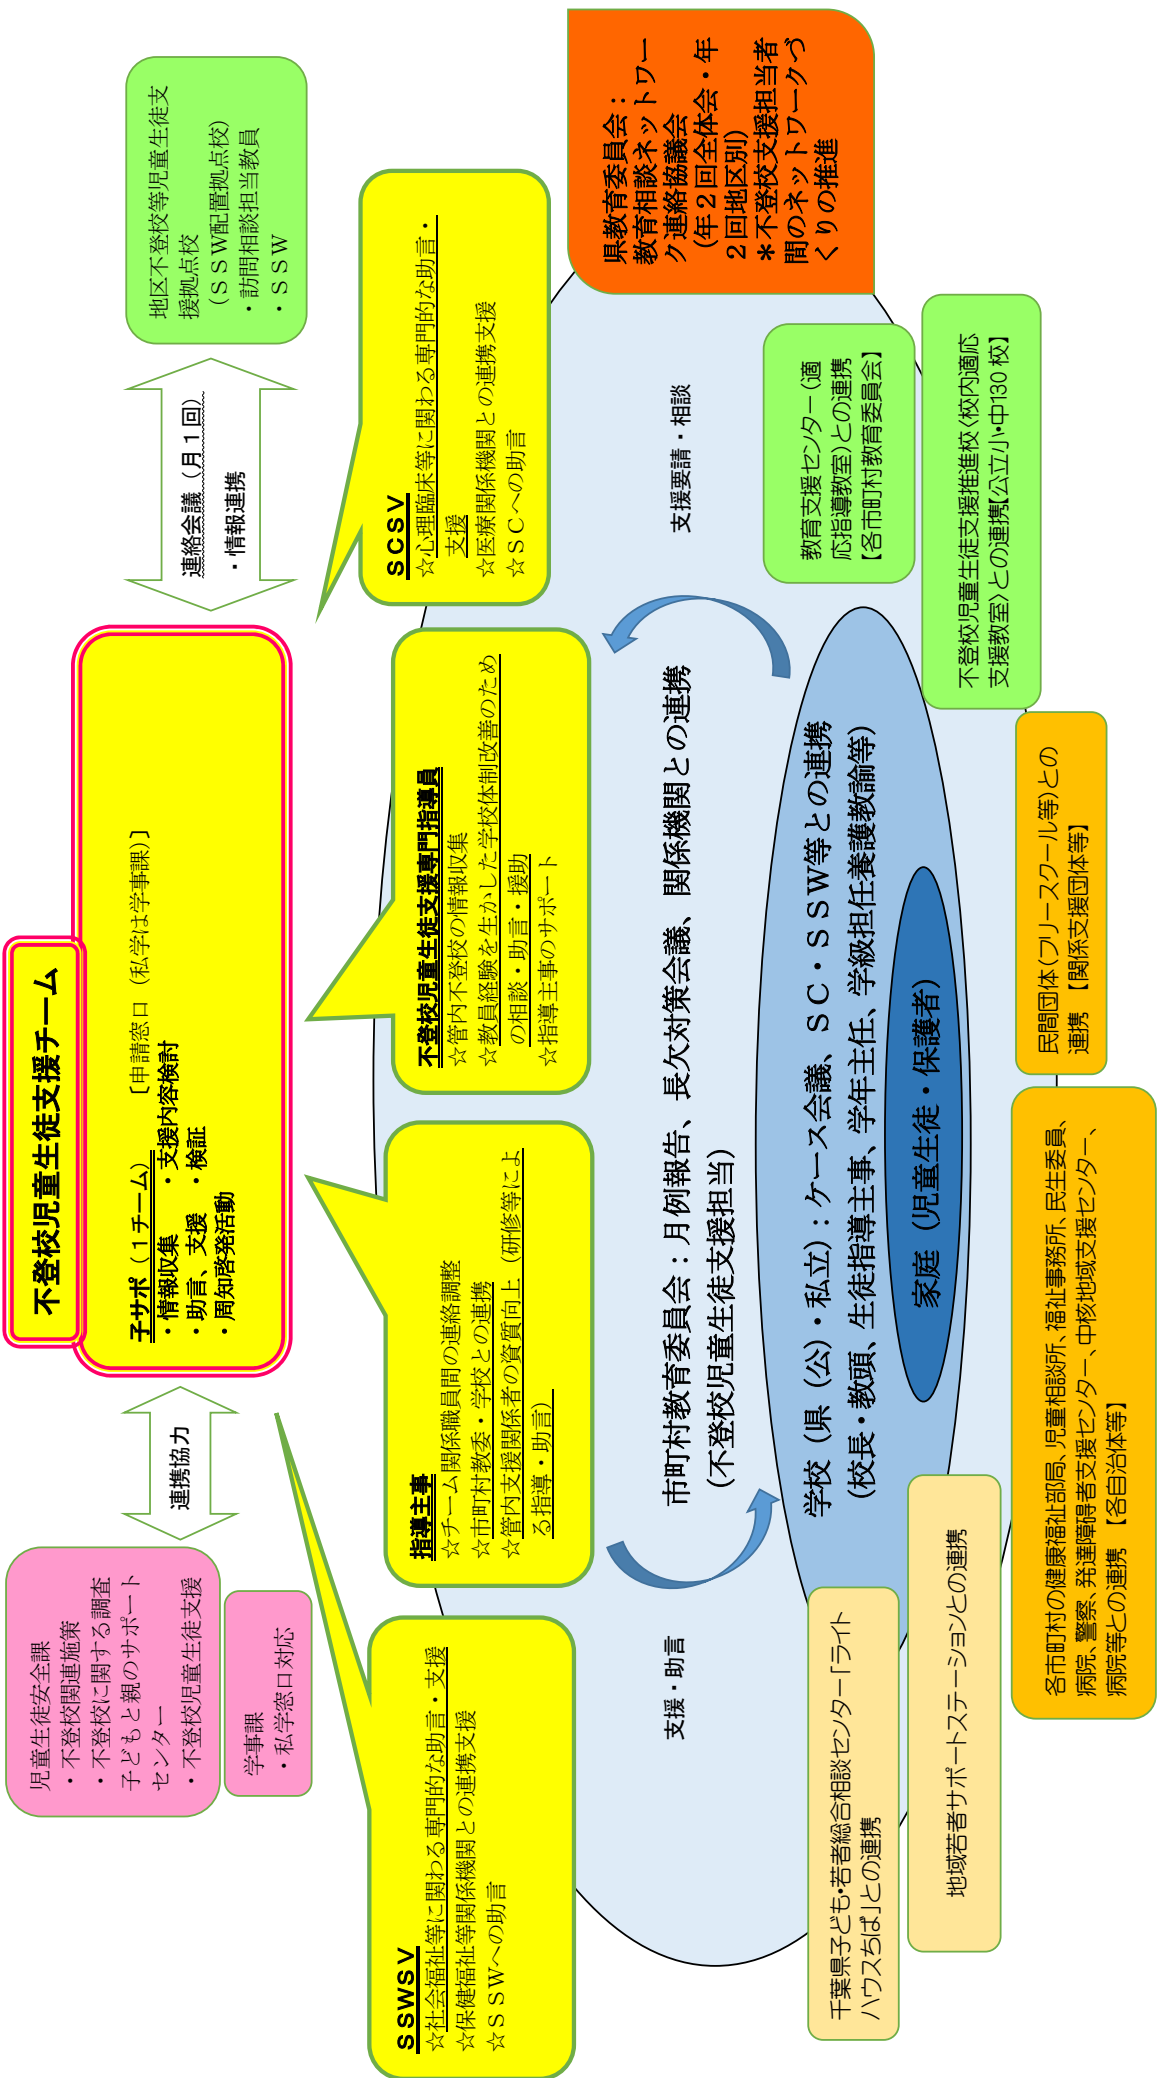 不登校児童生徒支援チーム
子サポ（１チーム）　［申請窓口（私学は学事課）］
・情報収集　・支援内容検討
・助言、支援　・検証
・周知啓発活動
児童生徒安全課
・不登校関連施策
・不登校に関する調査
子どもと親のサポート
センター
・不登校児童生徒支援
学事課
・私学窓口対応
連携協力
連絡会議（月１回）
・情報連携
地区不登校等児童生徒支
援拠点校
（ＳＳＷ配置拠点校）
・訪問相談担当教員
・ＳＳＷ
ＳＳＷＳＶ
☆社会福祉等に関わる専門的な助言・支援
☆保健福祉等関係機関との連携支援
☆ＳＳＷへの助言
指導主事
☆チーム関係職員間の連絡調整
☆市町村教委・学校との連携
☆管内支援関係者の資質向上（研修等によ
る指導・助言）
不登校児童生徒支援専門指導員
☆管内不登校の情報収集
☆教員経験を生かした学校体制改善のため
の相談・助言・援助
☆指導主事のサポート
ＳＣＳＶ
☆心理臨床等に関わる専門的な助言・
支援
☆医療関係機関との連携支援
☆ＳＣへの助言
県教育委員会：
教育相談ネットワー
ク連絡協議会
（年２回全体会・年
２回地区別）
＊不登校支援担当者
間のネットワークづ
くりの推進
支援・助言
市町村教育委員会：月例報告、長欠対策会議、関係機関との連携
（不登校児童生徒支援担当）
支援要請・相談
学校（県（公）・私立）：ケース会議、ＳＣ・ＳＳＷ等との連携
（校長・教頭、生徒指導主事、学年主任、学級担任養護教諭等）
家庭（児童生徒・保護者）
千葉県子ども・若者総合相談センター「ライト
ハウスちば」との連携
地域若者サポートステーションとの連携
各市町村の健康福祉部局、児童相談所、福祉事務所、民生委員、
病院、警察、発達障碍者支援センター、中核地域支援センター、
病院等との連携　【各自治体等】
民間団体（フリースクール等）との
連携　【関係支援団体等】
教育支援センター（適
応指導教室）との連携
【各市町村教育委員会】
不登校児童生徒支援推進校〈校内適応
支援教室〉との連携【公立小・中130 校】